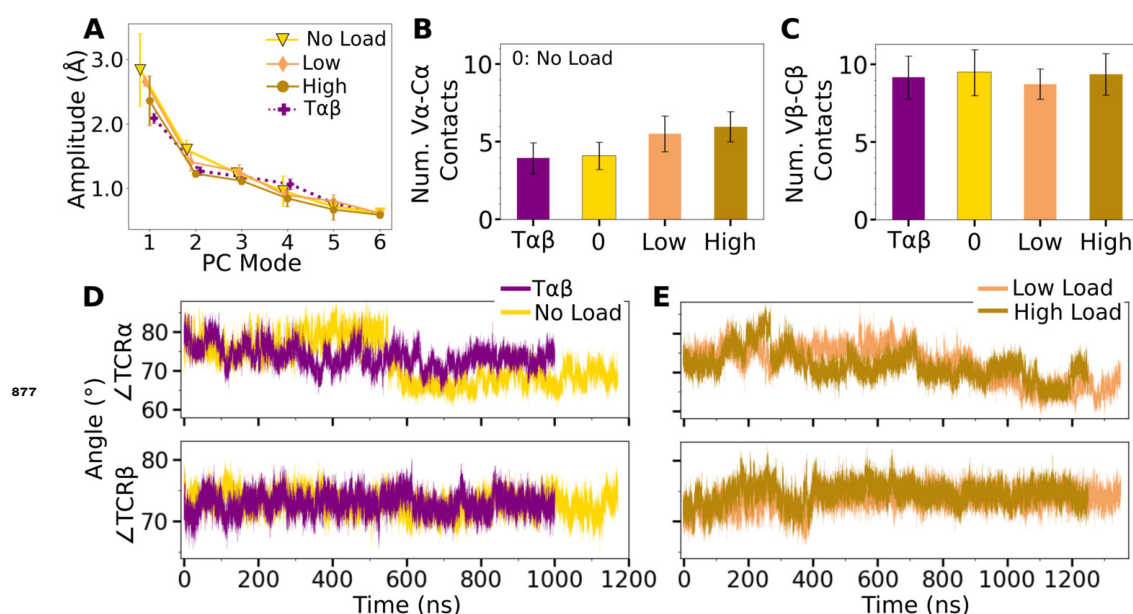 A
Amplitude (Å)
3.0
2.0
1.0
No Load
Low
High
Tαβ
1 2 3 4 5 6
PC Mode
B
Num. Vα-Cα
Contacts
10
5
0
0: No Load
Tαβ 0 Low High
C
Num. Vβ-Cβ
Contacts
10
5
0
Tαβ 0 Low High
877
Angle (°)
D
Tαβ
No Load
∠TCRα
80
70
60
∠TCRβ
80
70
0 200 400 600 800 1000 1200
Time (ns)
E
Low Load
High Load
0 200 400 600 800 1000 1200
Time (ns)